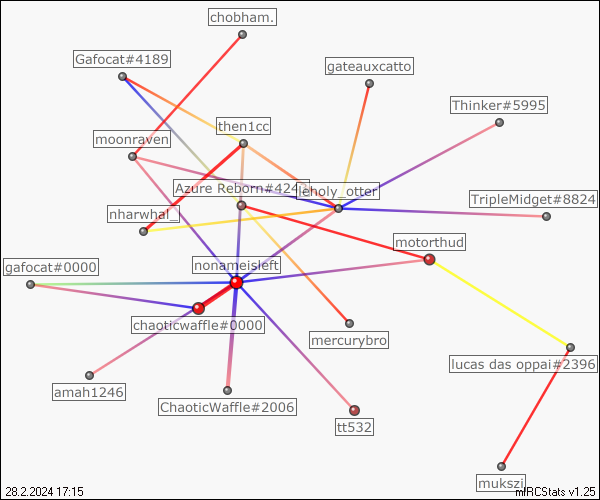 chobham.
Gafocat#4189
gateauxcatto
Thinker#5995
then1cc
moonraven
Azure Reborn#424
leholy_otter
TripleMidget#8824
nharwhal_
motorthud
nonameisleft
gafocat#0000
chaoticwaffle#0000
mercurybro
lucas das oppai#2396
amah1246
ChaoticWaffle#2006
tt532
mukszi
28.2.2024 17:15
mIRCStats v1.25